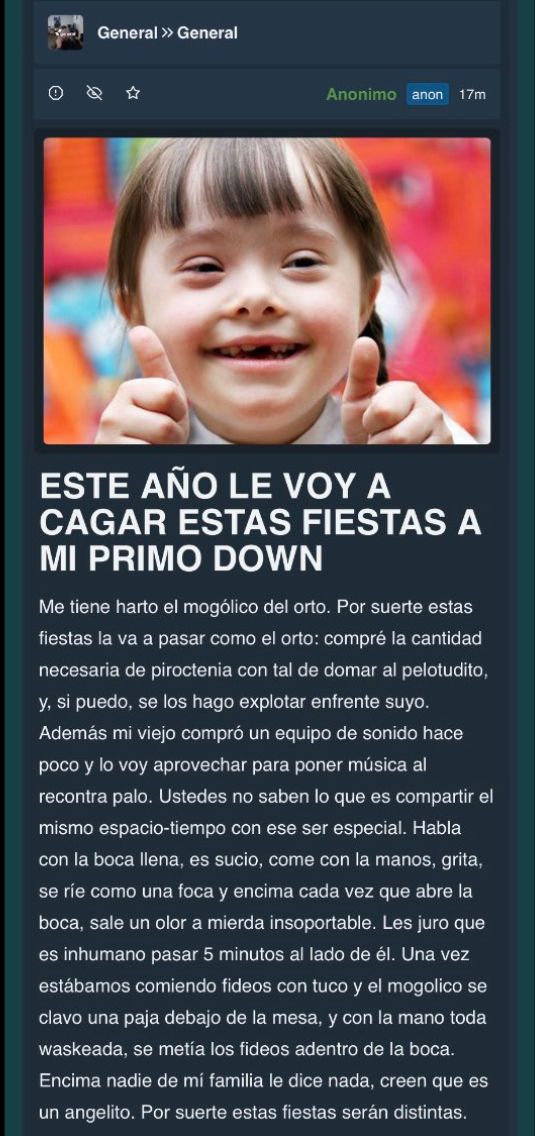 General » General
Anonimo anon 17m
ESTE AÑO LE VOY A
CAGAR ESTAS FIESTAS A
MI PRIMO DOWN
Me tiene harto el mogólico del orto. Por suerte estas
fiestas la va a pasar como el orto: compré la cantidad
necesaria de piroctenia con tal de domar al pelotudito,
y, si puedo, se los hago explotar enfrente suyo.
Además mi viejo compró un equipo de sonido hace
poco y lo voy aprovechar para poner música al
recontra palo. Ustedes no saben lo que es compartir el
mismo espacio-tiempo con ese ser especial. Habla
con la boca llena, es sucio, come con la manos, grita,
se ríe como una foca y encima cada vez que abre la
boca, sale un olor a mierda insoportable. Les juro que
es inhumano pasar 5 minutos al lado de él. Una vez
estábamos comiendo fideos con tuco y el mogolico se
clavo una paja debajo de la mesa, y con la mano toda
waskeada, se metía los fideos adentro de la boca.
Encima nadie de mí familia le dice nada, creen que es
un angelito. Por suerte estas fiestas serán distintas.